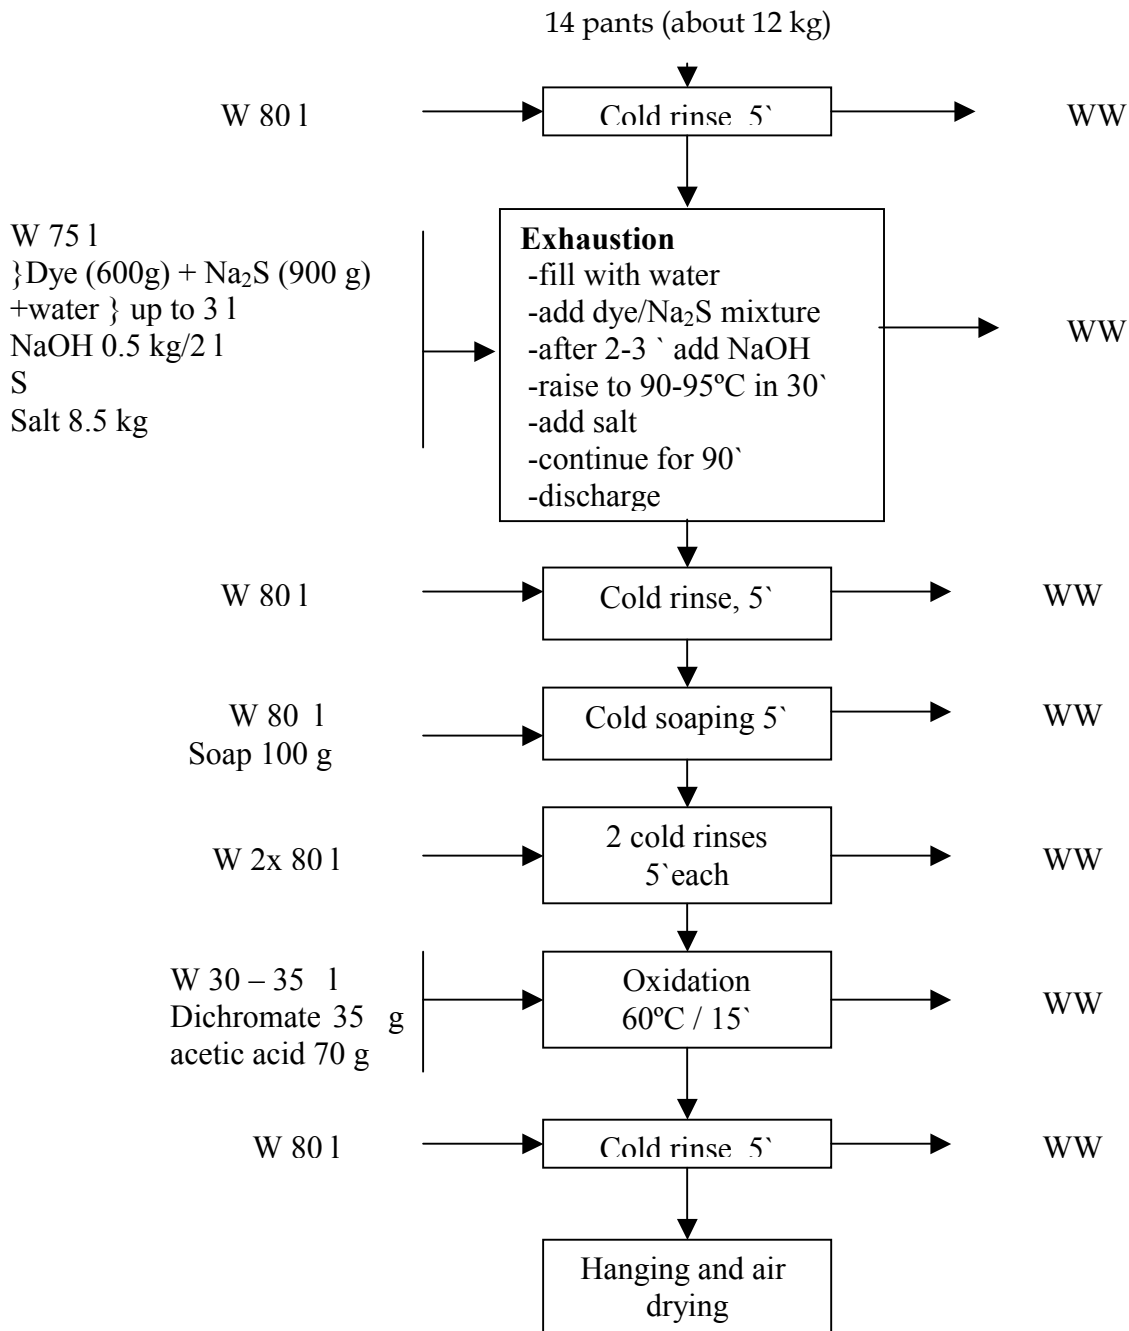 14 pants (about 12 kg)
W 80 l
Cold rinse, 5`
WW
W 75 l
}Dye (600g) + Na₂S (900 g)
+water } up to 3 l
NaOH 0.5 kg/2 l
S
Salt 8.5 kg
Exhaustion
-fill with water
-add dye/Na₂S mixture
-after 2-3 ` add NaOH
-raise to 90-95ºC in 30`
-add salt
-continue for 90`
-discharge
WW
W 80 l
Cold rinse, 5`
WW
W 80 l
Soap 100 g
Cold soaping 5`
WW
W 2x 80 l
2 cold rinses
5`each
WW
W 30 – 35 l
Dichromate 35 g
acetic acid 70 g
Oxidation
60ºC / 15`
WW
W 80 l
Cold rinse, 5`
WW
Hanging and air
drying